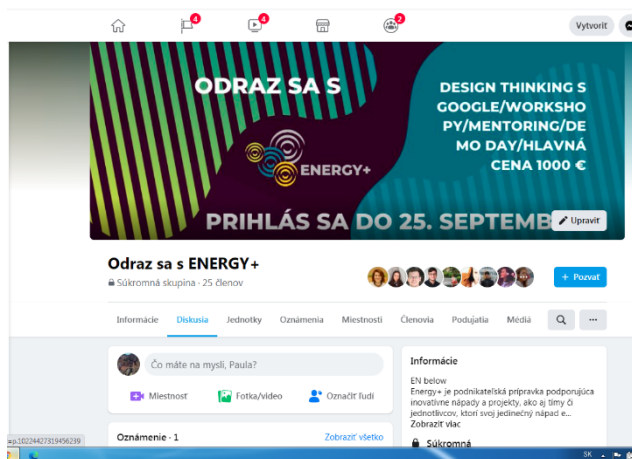 4
4
2
Vytvoriť
ODRAZ SA S
DESIGN THINKING S
GOOGLE/WORKSHO
PY/MENTORING/DE
MO DAY/HLAVNÁ
CENA 1000 €
ENERGY+
PRIHLÁS SA DO 25. SEPTEMB
Upraviť
Odraz sa s ENERGY+
Súkromná skupina · 25 členov
+ Pozvať
Informácie Diskusia Jednotky Oznámenia Miestnosti Členovia Podujatia Médiá
Čo máte na mysli, Paula?
Miestnosť Fotka/video Označiť ľudí
Oznámenie · 1 Zobraziť všetko
Informácie
EN below
Energy+ je podnikateľská prípravka podporujúca
inovatívne nápady a projekty, ako aj tímy či
jednotlivcov, ktorí svoj jedinečný nápad e...
Zobraziť viac
Súkromná
=p.10224427319456239
SK